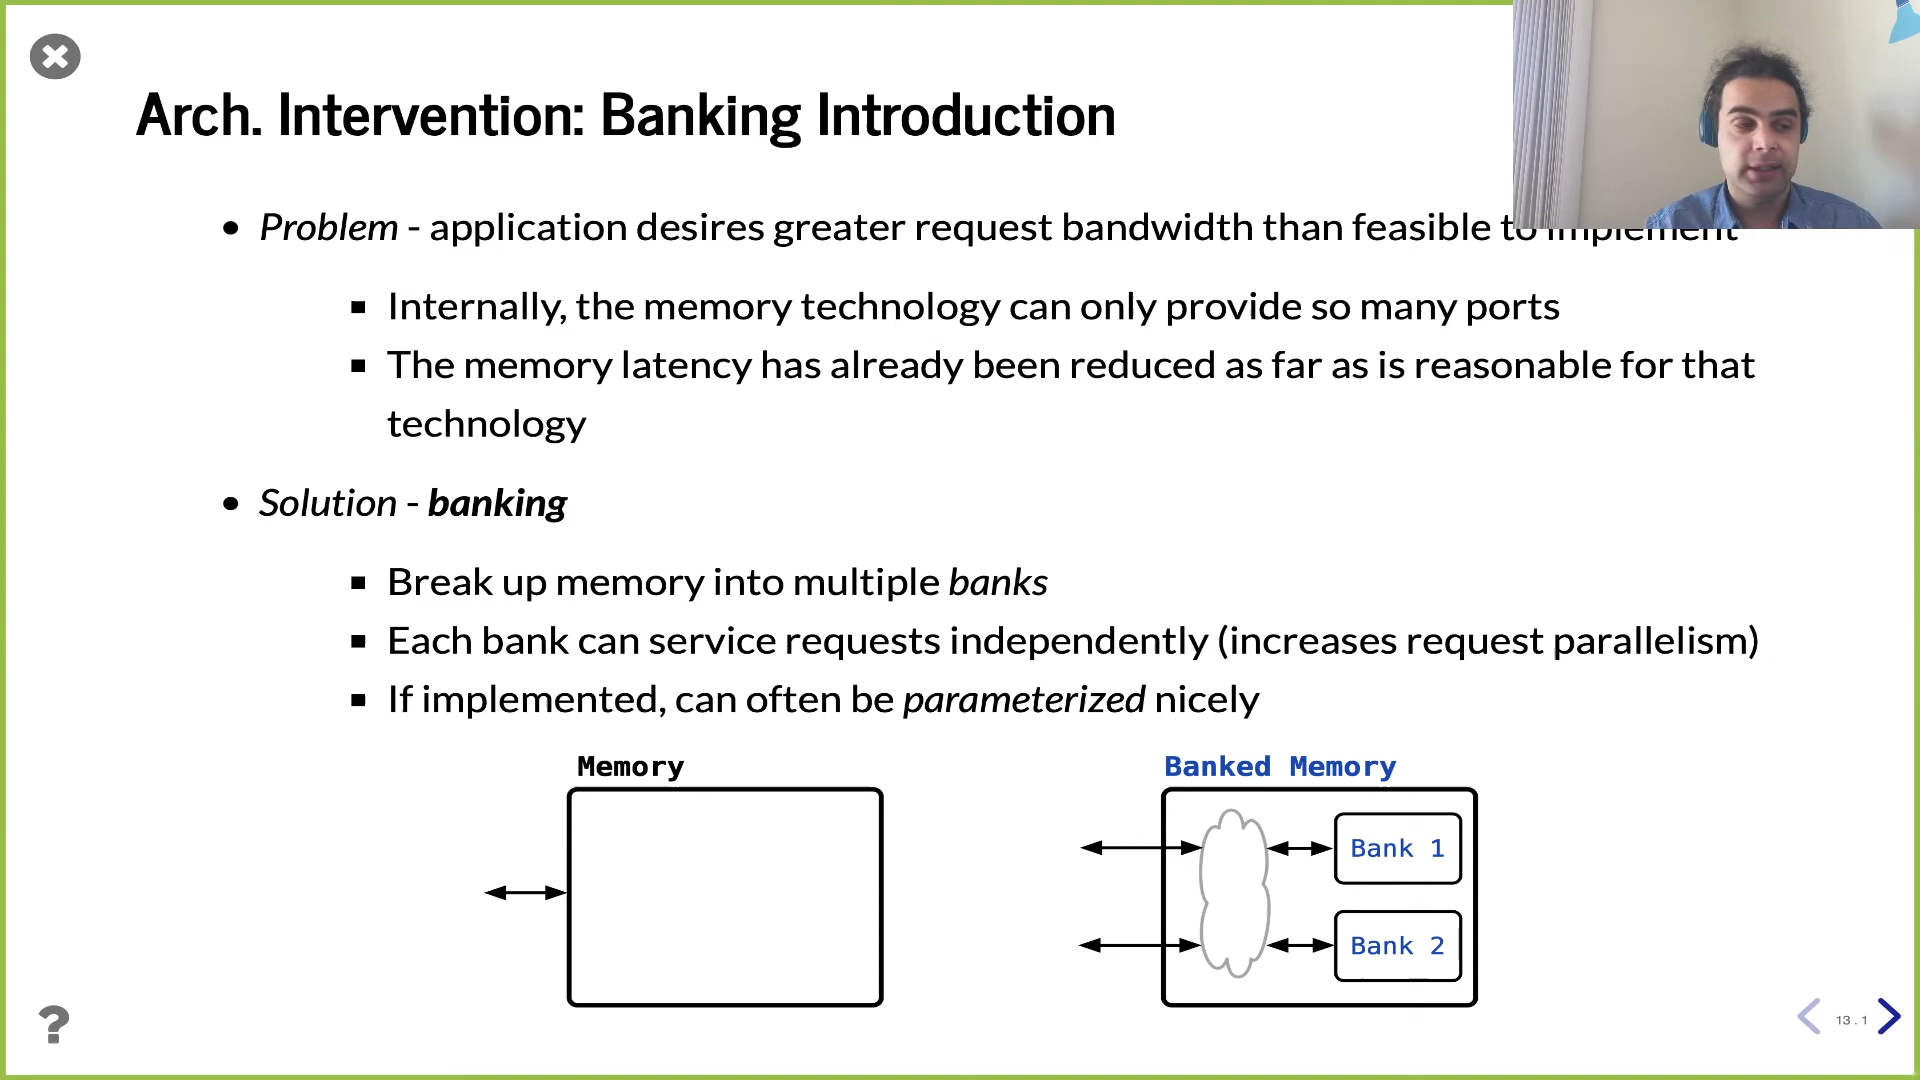 Arch. Intervention: Banking Introduction
Problem - application desires greater request bandwidth than feasible to implement
Internally, the memory technology can only provide so many ports
The memory latency has already been reduced as far as is reasonable for that
technology
Solution - banking
Break up memory into multiple banks
Each bank can service requests independently (increases request parallelism)
If implemented, can often be parameterized nicely
Memory
Banked Memory
Bank 1
Bank 2
?
13 . 1